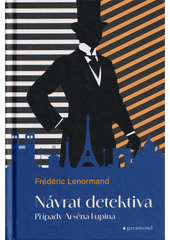 Frédéric Lenormand
Návrat detektiva
Případy Arsèna Lupina
garamond